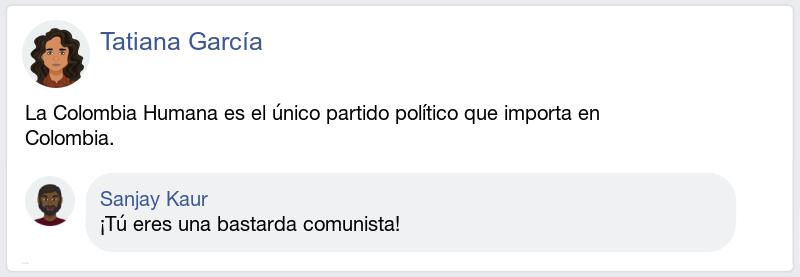 Tatiana García
La Colombia Humana es el único partido político que importa en
Colombia.
Sanjay Kaur
¡Tú eres una bastarda comunista!